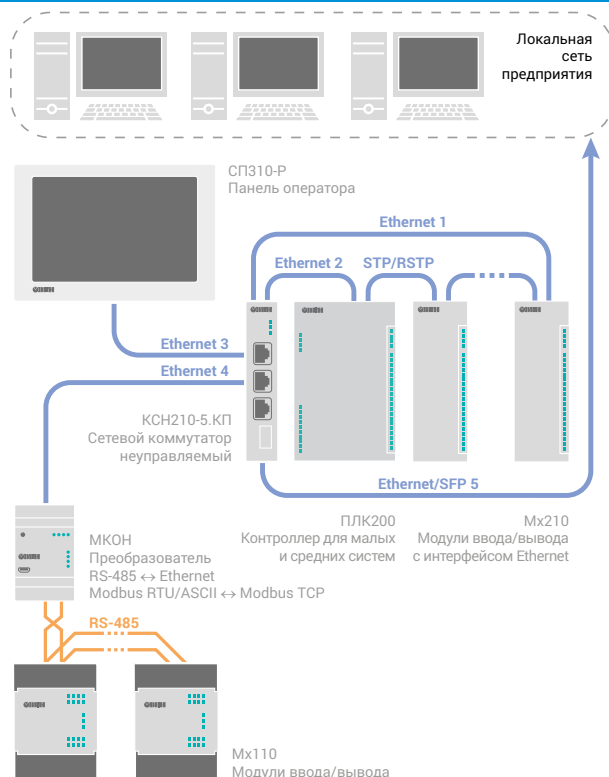 Локальная
сеть
предприятия
СП310-Р
Панель оператора
Ethernet 1
Ethernet 2
STP/RSTP
Ethernet 3
Ethernet 4
КСН210-5.КП
Сетевой коммутатор
неуправляемый
Ethernet/SFP 5
ПЛК200
Контроллер для малых
и средних систем
Мх210
Модули ввода/вывода
с интерфейсом Ethernet
МКОН
Преобразователь
RS-485 ↔ Ethernet
Modbus RTU/ASCII ↔ Modbus TCP
RS-485
Мх110
Модули ввода/вывода